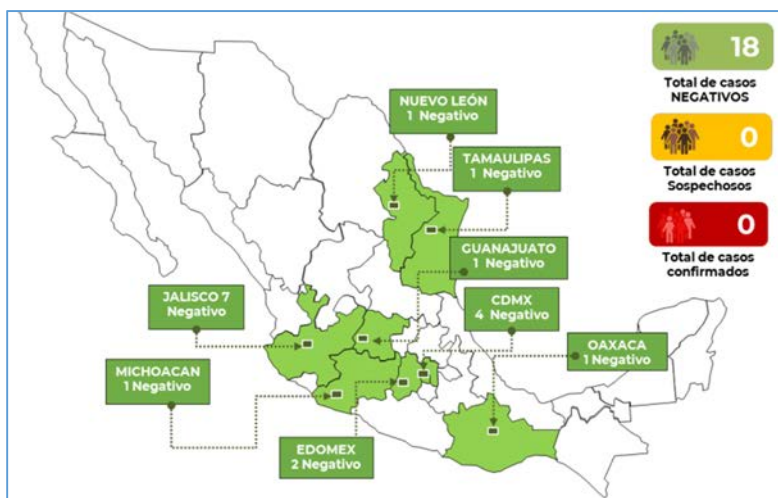 18
Total de casos
NEGATIVOS
0
Total de casos
Sospechosos
0
Total de casos
confirmados
NUEVO LEÓN
1 Negativo
TAMAULIPAS
1 Negativo
GUANAJUATO
1 Negativo
CDMX
4 Negativo
JALISCO 7
Negativo
OAXACA
1 Negativo
MICHOACAN
1 Negativo
EDOMEX
2 Negativo